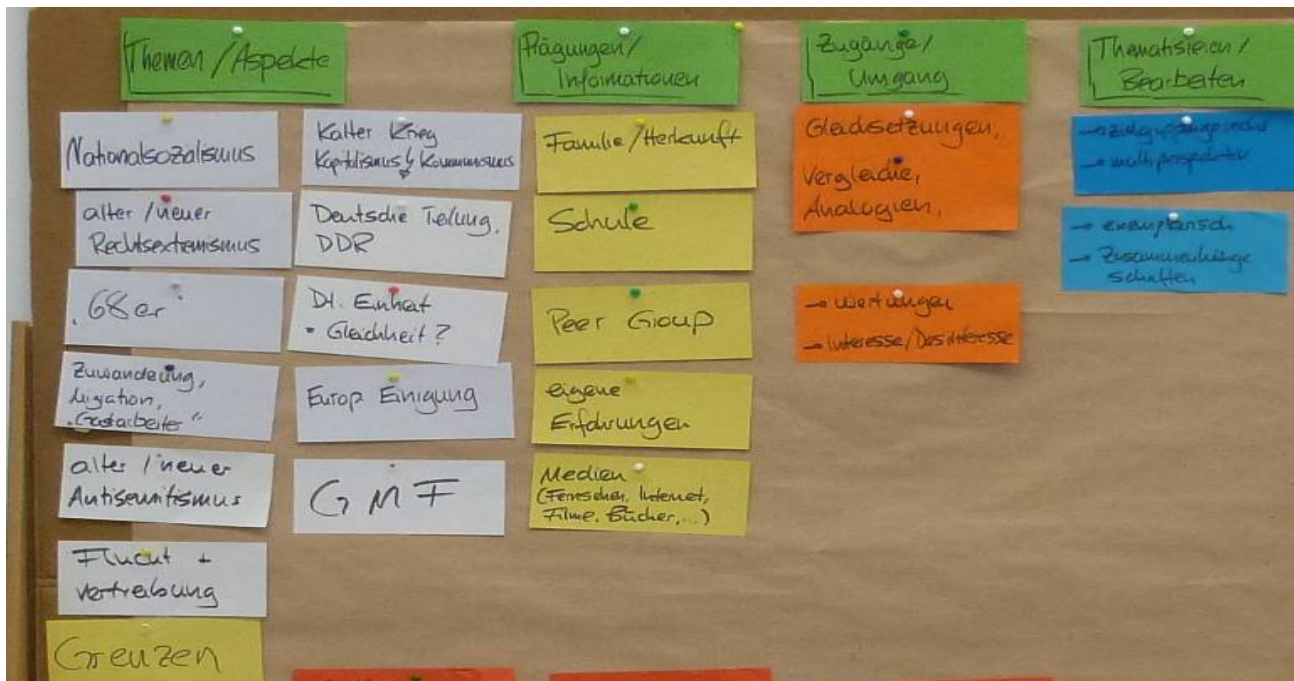 Themen / Aspekte
Nationalsozialismus
alter / neuer
Rechtsextremismus
68er
Zuwanderung,
Migration,
„Gastarbeiter“
alter / neuer
Antisemitismus
Flucht +
Vertreibung
Grenzen
Kalter Krieg
Kapitalismus ↯ Kommunismus
Deutsche Teilung,
DDR
Dt. Einheit
= Gleichheit?
Europ Einigung
GMF
Prägungen /
Informationen
Familie / Herkunft
Schule
Peer Group
eigene
Erfahrungen
Medien
(Fernsehen, Internet,
Filme, Bücher, ...)
Zugänge /
Umgang
Gleichsetzungen,
Vergleiche,
Analogien,
→ Wertungen
→ Interesse / Desinteresse
Thematisieren /
Bearbeiten
→ zielgruppengerecht
→ multiperspektiv
→ exemplarisch
→ Zusammenhänge
schaffen